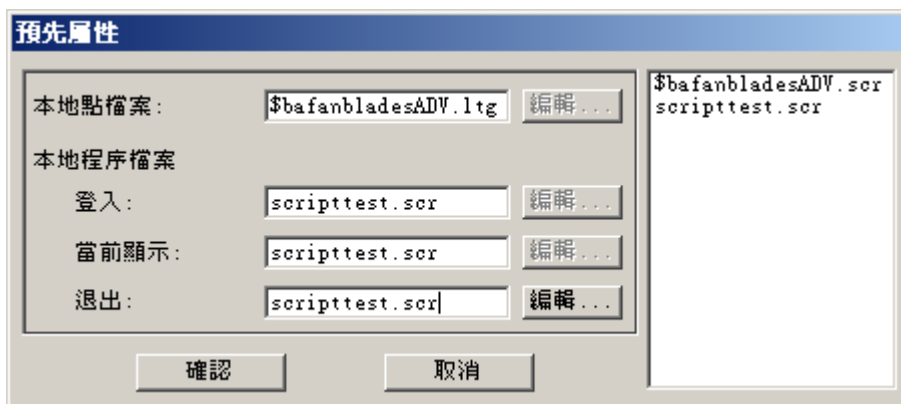 預先屬性
本地點檔案: $bafanbladesADV.ltg 編輯...
本地程序檔案
登入: scripttest.scr 編輯...
當前顯示: scripttest.scr 編輯...
退出: scripttest.scr 編輯...
確認 取消
$bafanbladesADV.scr
scripttest.scr